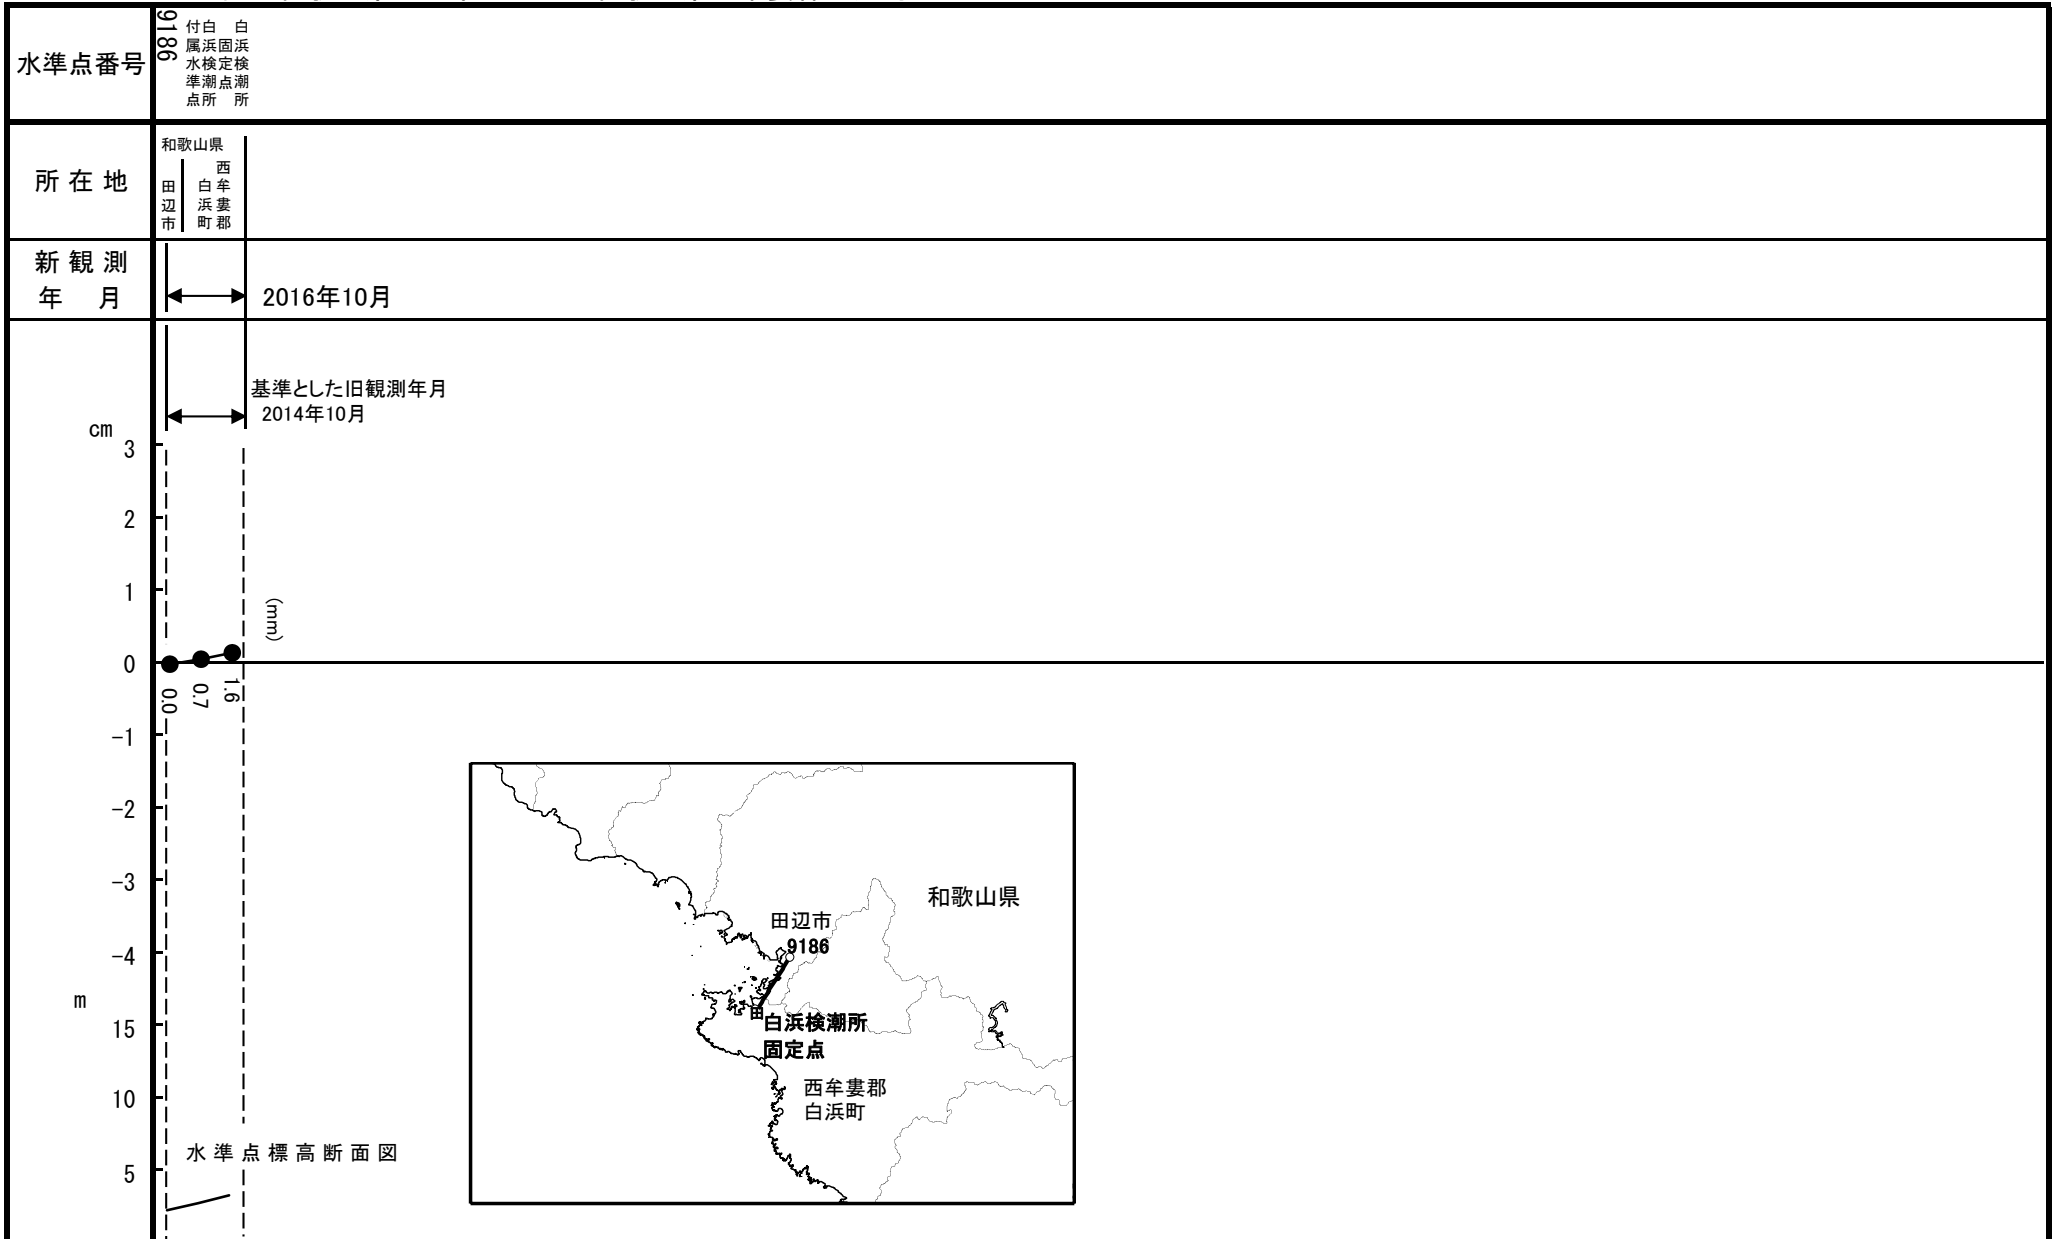 水準点番号
9186
白浜検潮所
付属水準点
白浜検潮所
固定点
所在地
和歌山県
田辺市
西牟婁郡
白浜町
新観測
年 月
2016年10月
基準とした旧観測年月
2014年10月
cm
3
2
1
(mm)
0
0.0
0.7
1.6
-1
-2
-3
-4
m
15
10
5
水準点標高断面図
和歌山県
田辺市
9186
白浜検潮所
固定点
西牟婁郡
白浜町